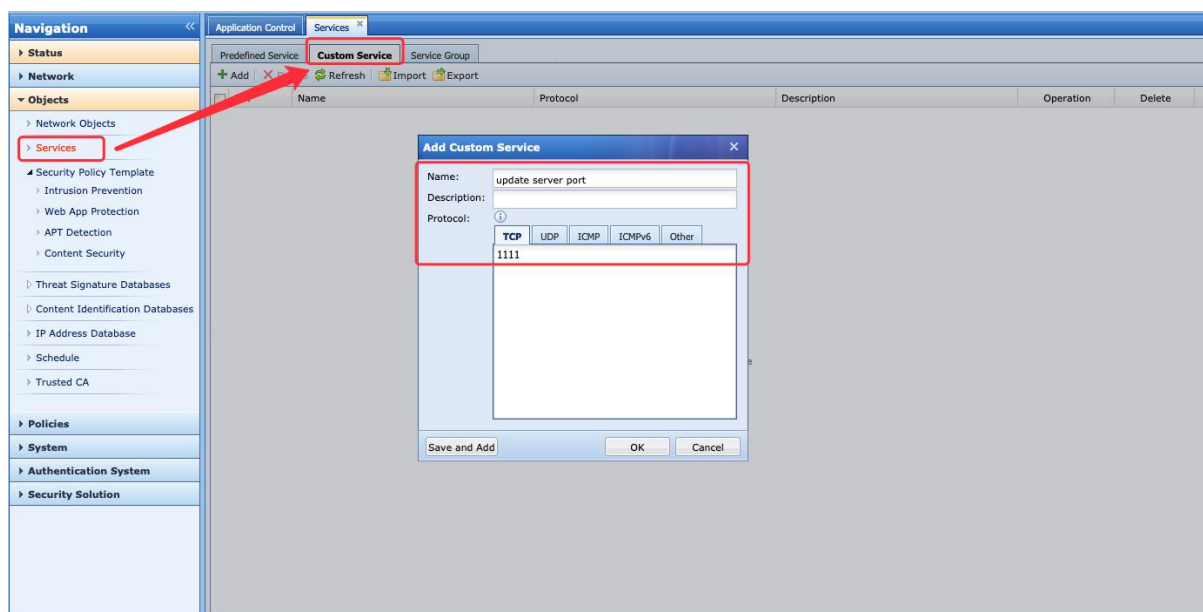 Navigation
Status
Network
Objects
Network Objects
Services
Security Policy Template
Intrusion Prevention
Web App Protection
APT Detection
Content Security
Threat Signature Databases
Content Identification Databases
IP Address Database
Schedule
Trusted CA
Policies
System
Authentication System
Security Solution
Application Control Services
Predefined Service Custom Service Service Group
Add Refresh Import Export
Name Protocol Description Operation Delete
Add Custom Service
Name: update server port
Description:
Protocol:
TCP UDP ICMP ICMPv6 Other
1111
Save and Add OK Cancel